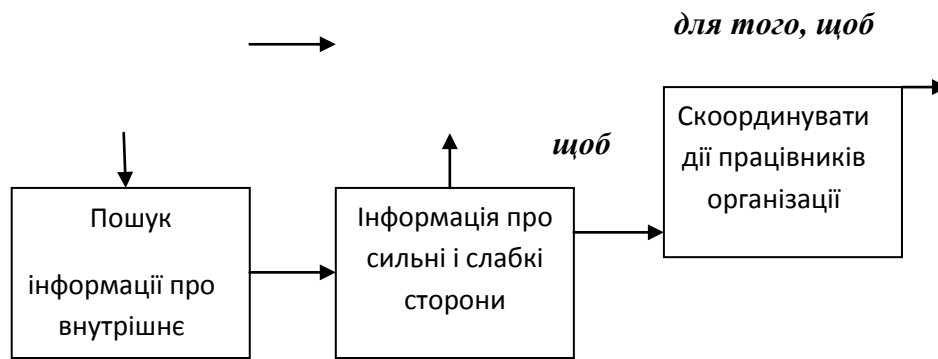 для того, щоб
щоб
Скоординувати
дії працівників
організації
Пошук
інформації про
внутрішнє
Інформація про
сильні і слабкі
сторони